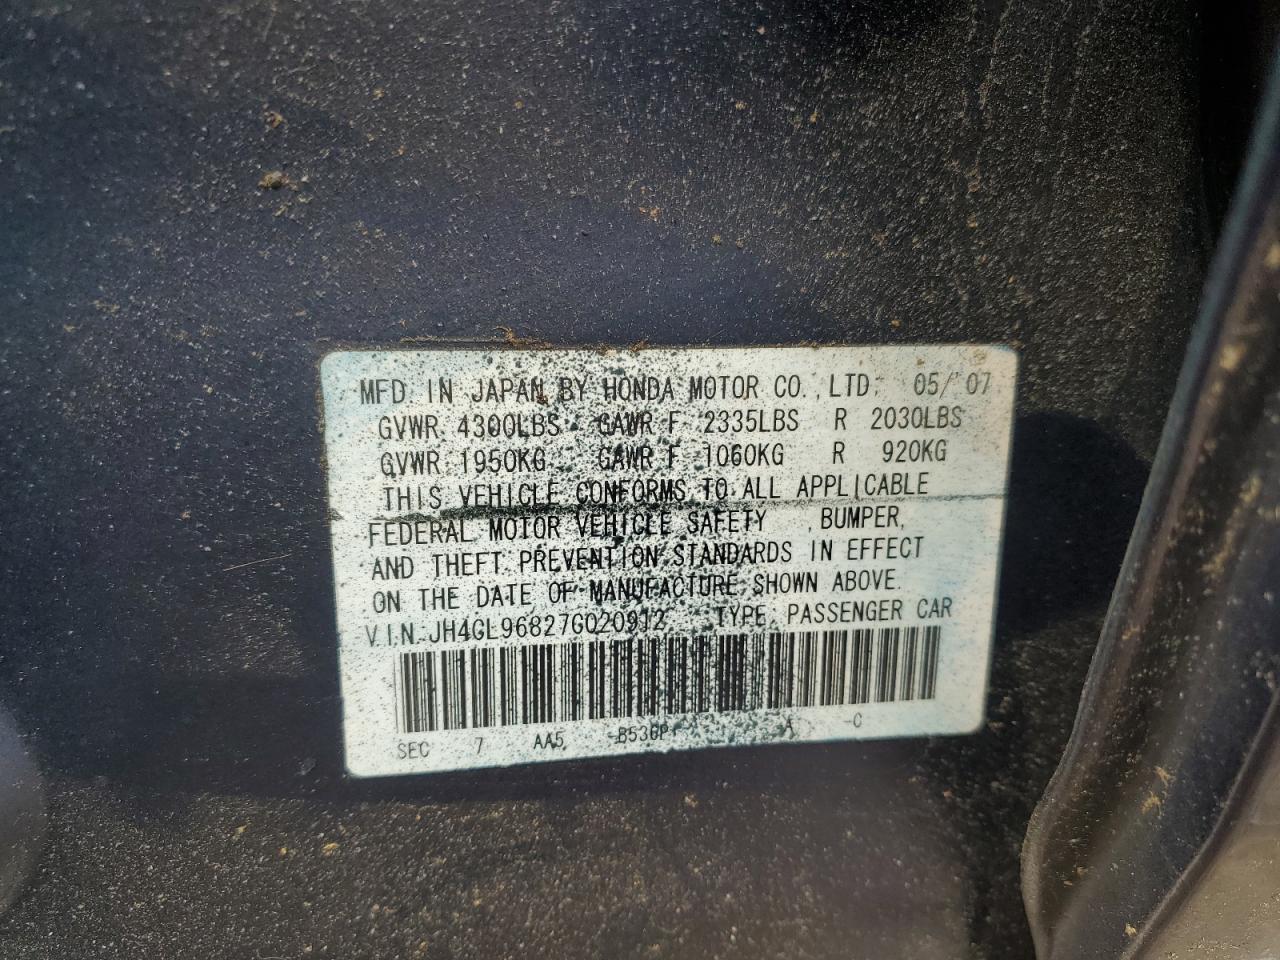 MFD. IN JAPAN BY HONDA MOTOR CO., LTD. 05/ 07
GVWR 4300LBS GAWR F 2335LBS R 2030LBS
GVWR 1950KG GAWR F 1060KG R 920KG
THIS VEHICLE CONFORMS TO ALL APPLICABLE
FEDERAL MOTOR VEHICLE SAFETY , BUMPER,
AND THEFT PREVENTION STANDARDS IN EFFECT
ON THE DATE OF MANUFACTURE SHOWN ABOVE.
V.I.N. TYPE PASSENGER CAR
SEC 7 AA5 B536P A -C